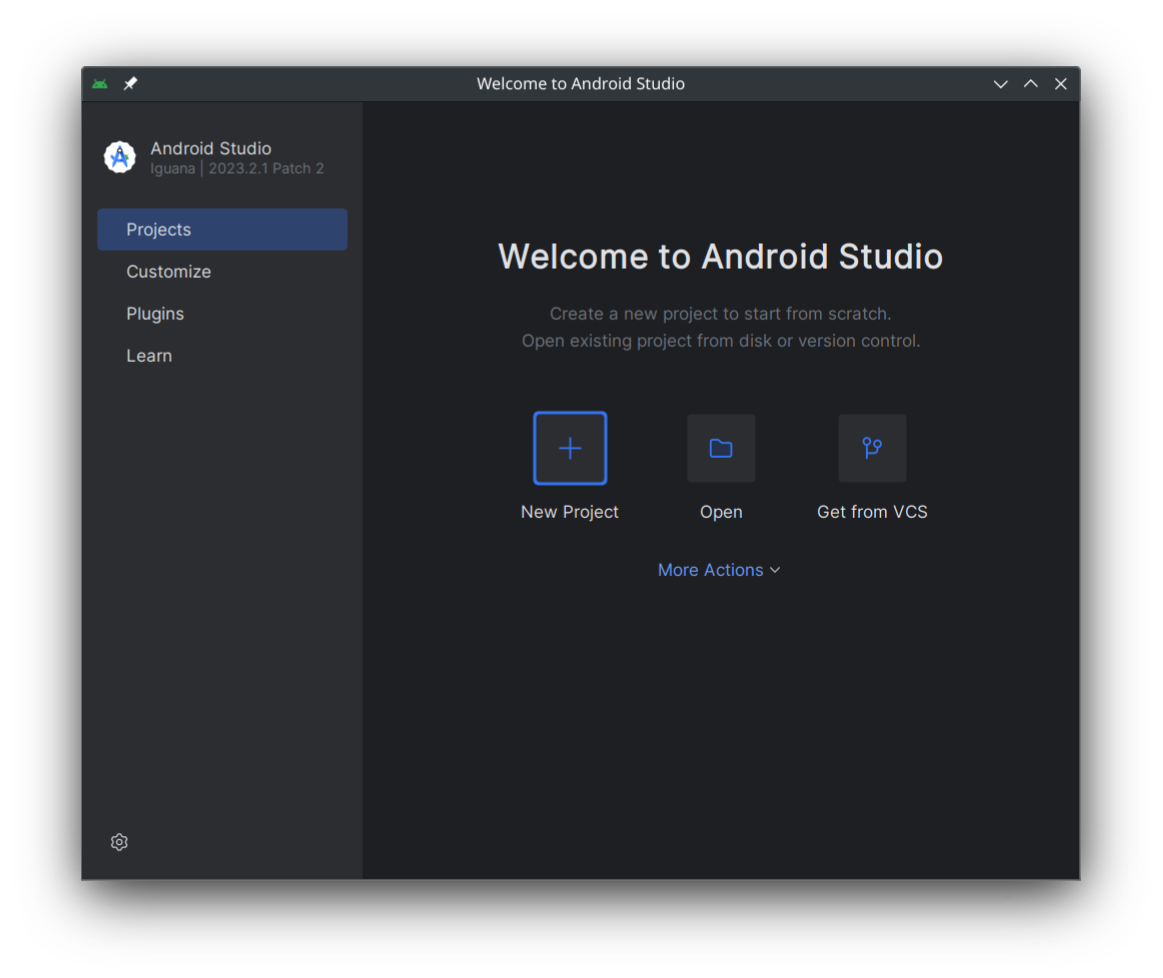 Welcome to Android Studio
Android Studio
Iguana | 2023.2.1 Patch 2
Projects
Customize
Plugins
Learn
Welcome to Android Studio
Create a new project to start from scratch.
Open existing project from disk or version control.
New Project
Open
Get from VCS
More Actions